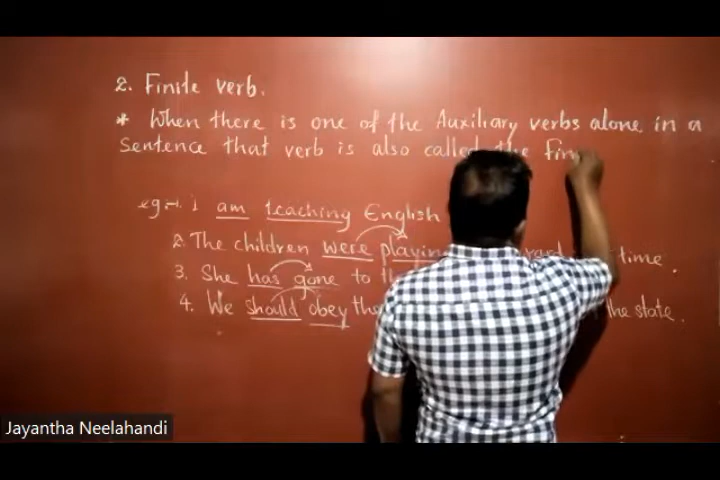 2. Finite verb.
* When there is one of the Auxiliary verbs alone in a
sentence that verb is also called the Fin
eg:-1. I am teaching English
2. The children were playing time.
3. She has gone to
4. We should obey the the state.
Jayantha Neelahandi